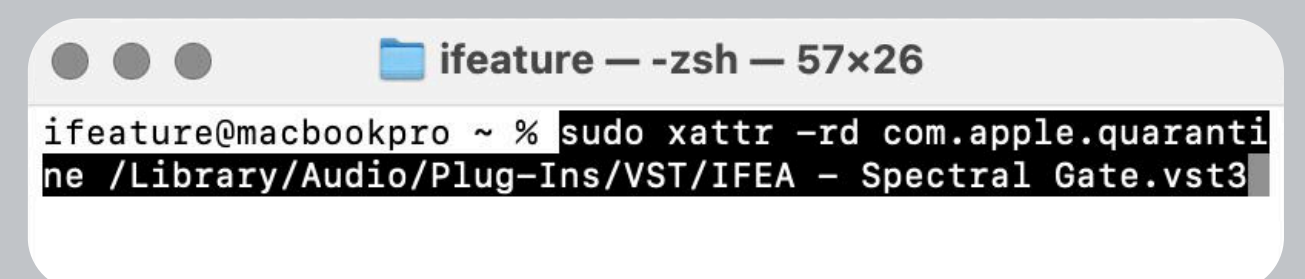 ifeature — -zsh — 57×26
ifeature@macbookpro ~ % sudo xattr -rd com.apple.quaranti
ne /Library/Audio/Plug-Ins/VST/IFEA - Spectral Gate.vst3